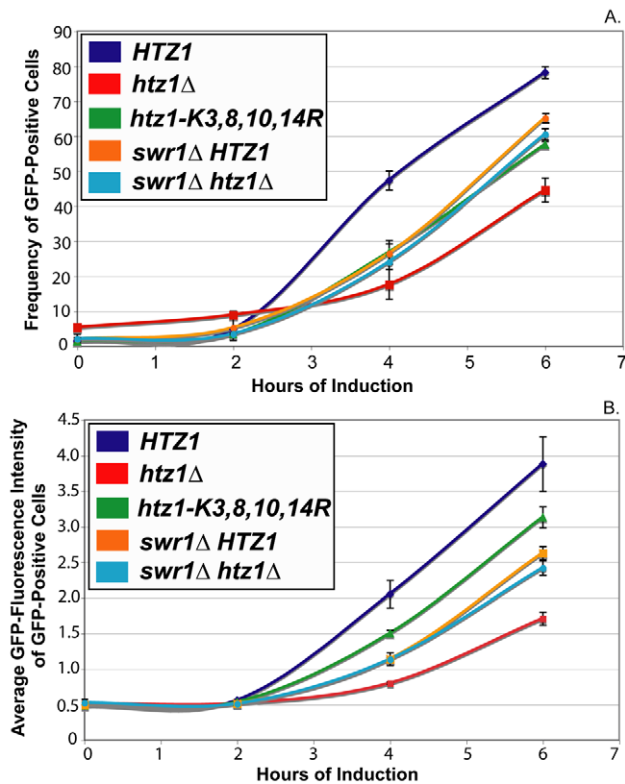 A.
HTZ1
htz1Δ
htz1-K3,8,10,14R
swr1Δ HTZ1
swr1Δ htz1Δ
Frequency of GFP-Positive Cells
90
80
70
60
50
40
30
20
10
0
0 1 2 3 4 5 6 7
Hours of Induction
B.
HTZ1
htz1Δ
htz1-K3,8,10,14R
swr1Δ HTZ1
swr1Δ htz1Δ
Average GFP-Fluorescence Intensity
of GFP-Positive Cells
4.5
4.0
3.5
3.0
2.5
2.0
1.5
1.0
0.5
0
0 1 2 3 4 5 6 7
Hours of Induction